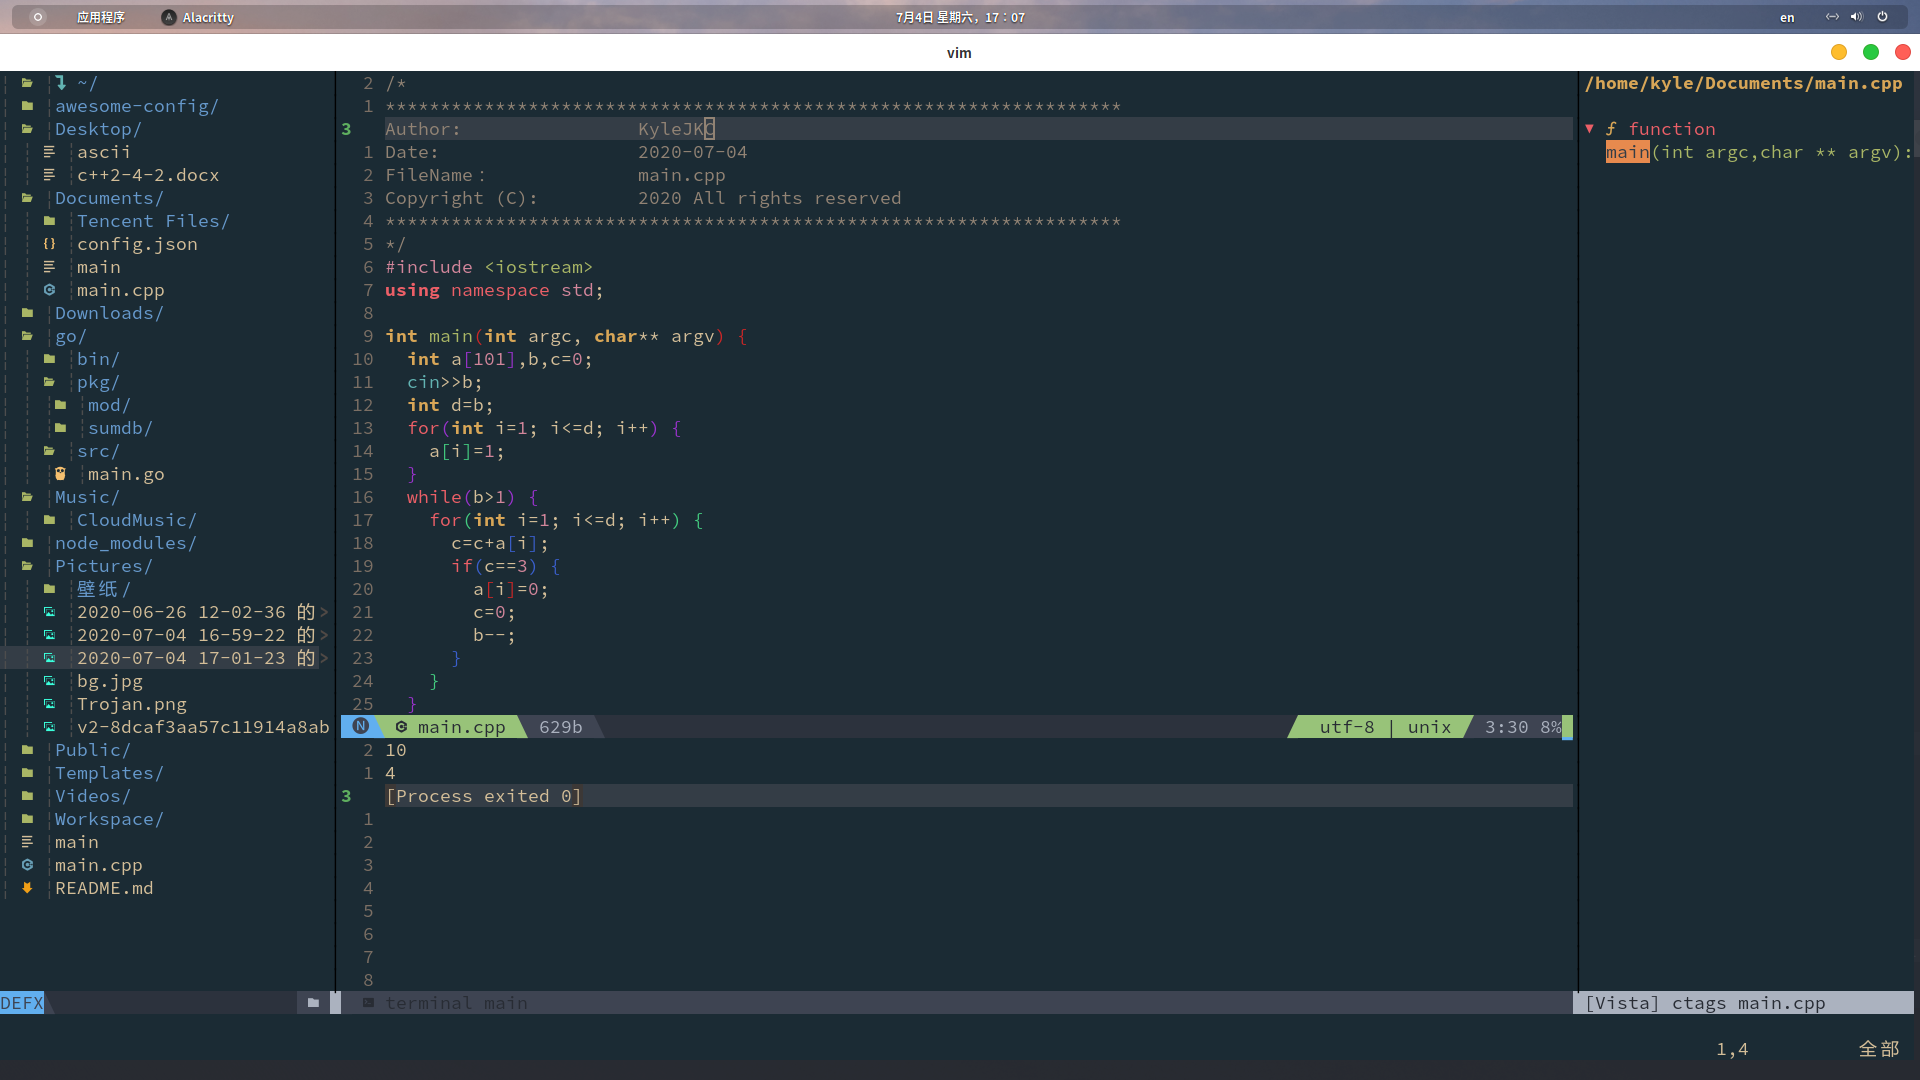 应用程序 Alacritty 7月4日 星期六，17：07 en
vim
~/
awesome-config/
Desktop/
ascii
c++2-4-2.docx
Documents/
Tencent Files/
config.json
main
main.cpp
Downloads/
go/
bin/
pkg/
mod/
sumdb/
src/
main.go
Music/
CloudMusic/
node_modules/
Pictures/
壁纸/
2020-06-26 12-02-36 的>
2020-07-04 16-59-22 的>
2020-07-04 17-01-23 的>
bg.jpg
Trojan.png
v2-8dcaf3aa57c11914a8ab
Public/
Templates/
Videos/
Workspace/
main
main.cpp
README.md
DEFX
2 /*
1 *******************************************************************
3 Author: KyleJKC
1 Date: 2020-07-04
2 FileName： main.cpp
3 Copyright (C): 2020 All rights reserved
4 *******************************************************************
5 */
6 #include <iostream>
7 using namespace std;
8
9 int main(int argc, char** argv) {
10 int a[101],b,c=0;
11 cin>>b;
12 int d=b;
13 for(int i=1; i<=d; i++) {
14 a[i]=1;
15 }
16 while(b>1) {
17 for(int i=1; i<=d; i++) {
18 c=c+a[i];
19 if(c==3) {
20 a[i]=0;
21 c=0;
22 b--;
23 }
24 }
25 }
N main.cpp 629b utf-8 | unix 3:30 8%
2 10
1 4
3 [Process exited 0]
1
2
3
4
5
6
7
8
terminal main
/home/kyle/Documents/main.cpp
▼ ƒ function
main(int argc,char ** argv):
[Vista] ctags main.cpp
1,4 全部